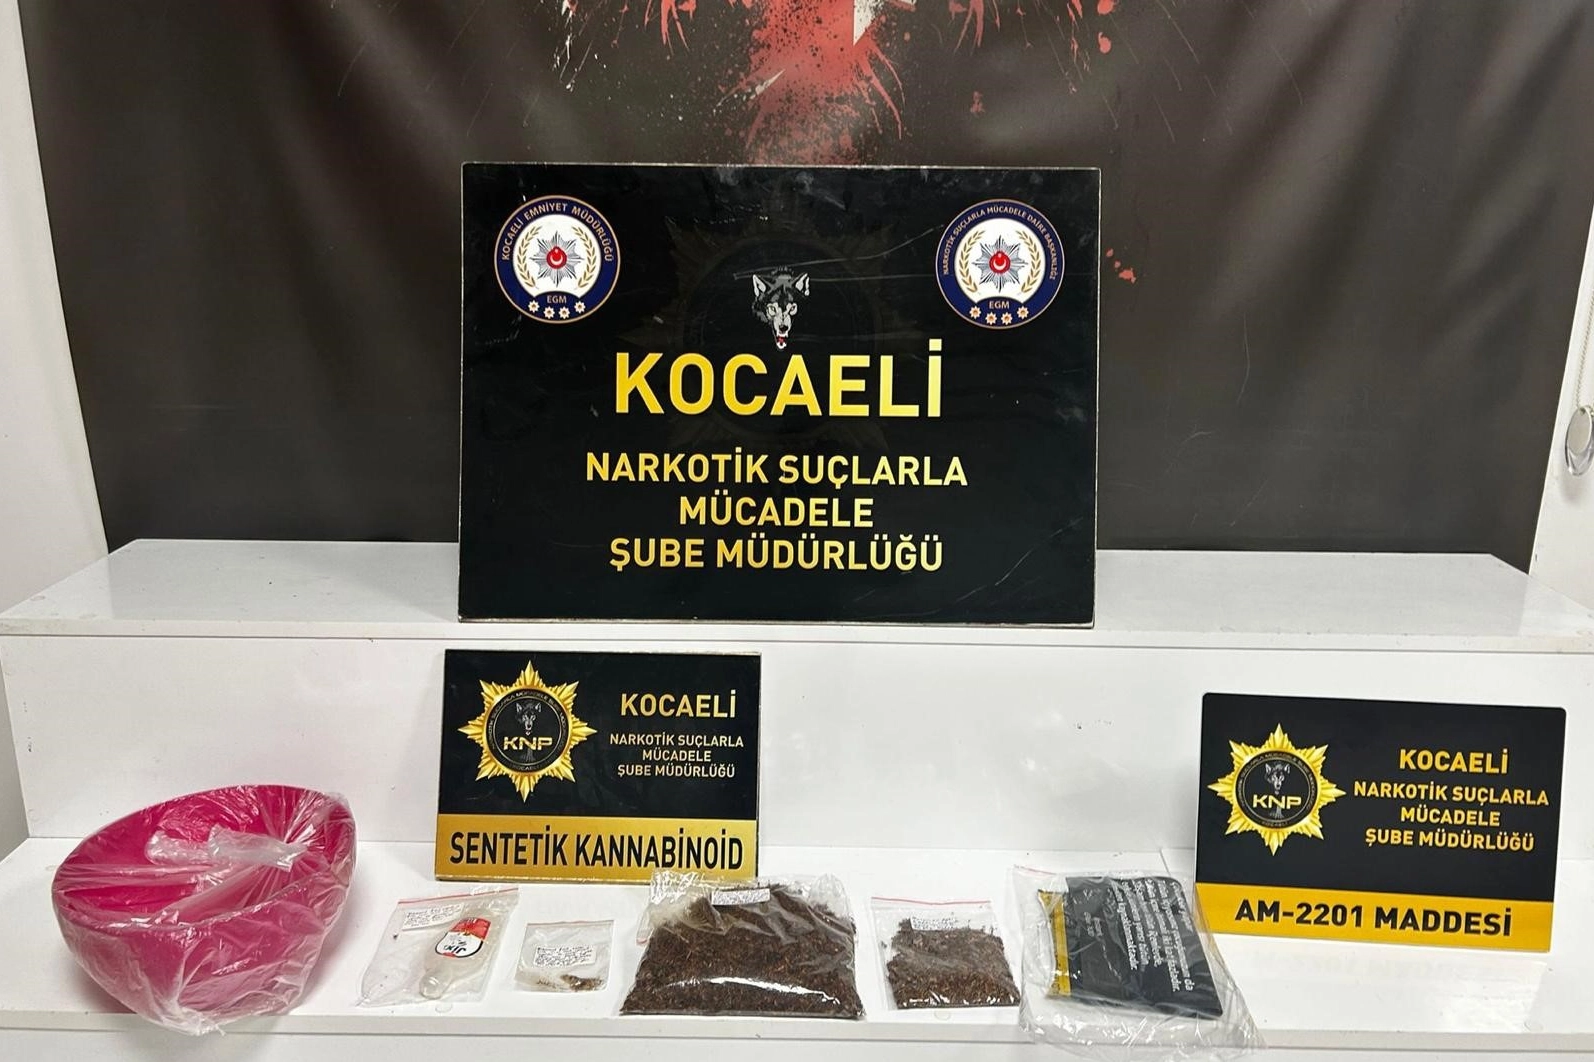 KOCAELİ EMNİYET MÜDÜRLÜĞÜ
EGM
NARKOTİK SUÇLARLA MÜCADELE DAİRE BAŞKANLIĞI
EGM
KOCAELİ
NARKOTİK SUÇLARLA
MÜCADELE
ŞUBE MÜDÜRLÜĞÜ
KNP
KOCAELİ
NARKOTİK SUÇLARLA
MÜCADELE
ŞUBE MÜDÜRLÜĞÜ
SENTETİK KANNABİNOİD
KNP
KOCAELİ
NARKOTİK SUÇLARLA
MÜCADELE
ŞUBE MÜDÜRLÜĞÜ
AM-2201 MADDESİ